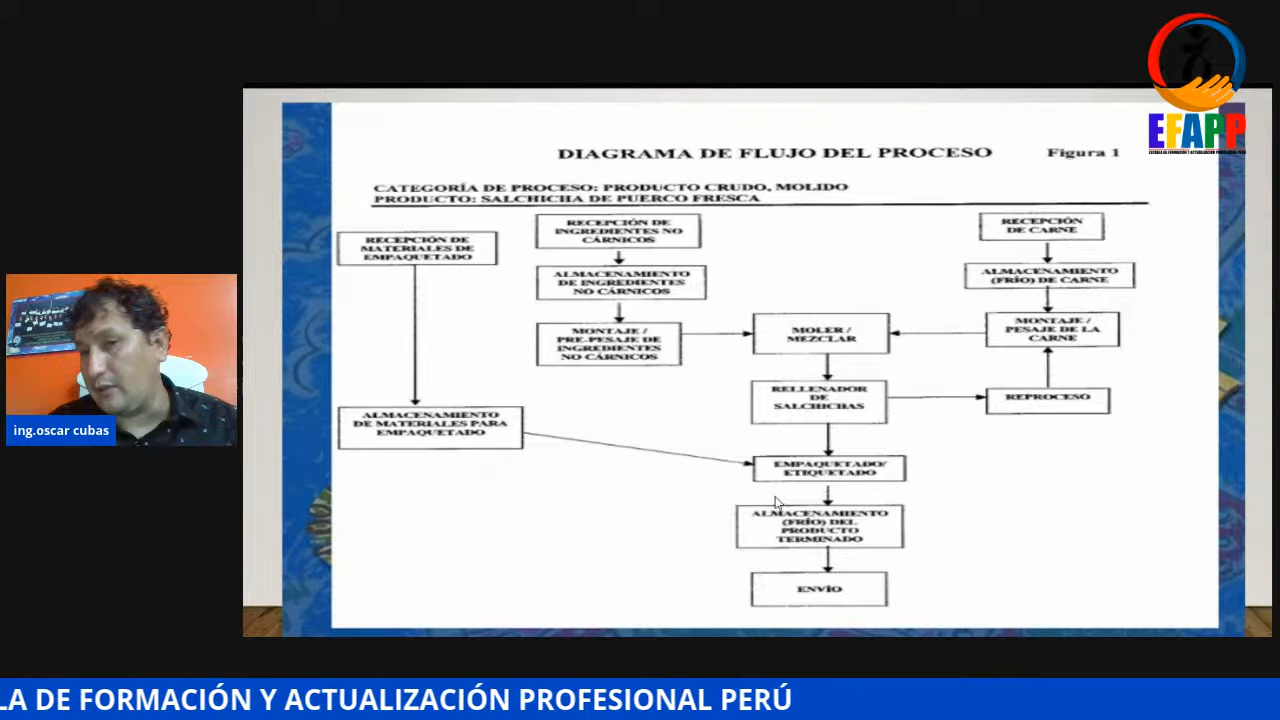 EFAPP
DIAGRAMA DE FLUJO DEL PROCESO
Figura 1
CATEGORÍA DE PROCESO: PRODUCTO CRUDO, MOLIDO
PRODUCTO: SALCHICHA DE PUERCO FRESCA
RECEPCIÓN DE
MATERIALES DE
EMPAQUETADO
RECEPCIÓN DE
INGREDIENTES NO
CÁRNICOS
RECEPCIÓN
DE CARNE
ALMACENAMIENTO
DE INGREDIENTES
NO CÁRNICOS
ALMACENAMIENTO
(FRÍO) DE CARNE
MONTAJE /
PRE-PESAJE DE
INGREDIENTES
NO CÁRNICOS
MOLER /
MEZCLAR
MONTAJE /
PESAJE DE LA
CARNE
RELLENADOR
DE
SALCHICHAS
REPROCESO
ALMACENAMIENTO
DE MATERIALES PARA
EMPAQUETADO
EMPAQUETADO/
ETIQUETADO
ALMACENAMIENTO
(FRÍO) DEL
PRODUCTO
TERMINADO
ENVÍO
ing.oscar cubas
LA DE FORMACIÓN Y ACTUALIZACIÓN PROFESIONAL PERÚ